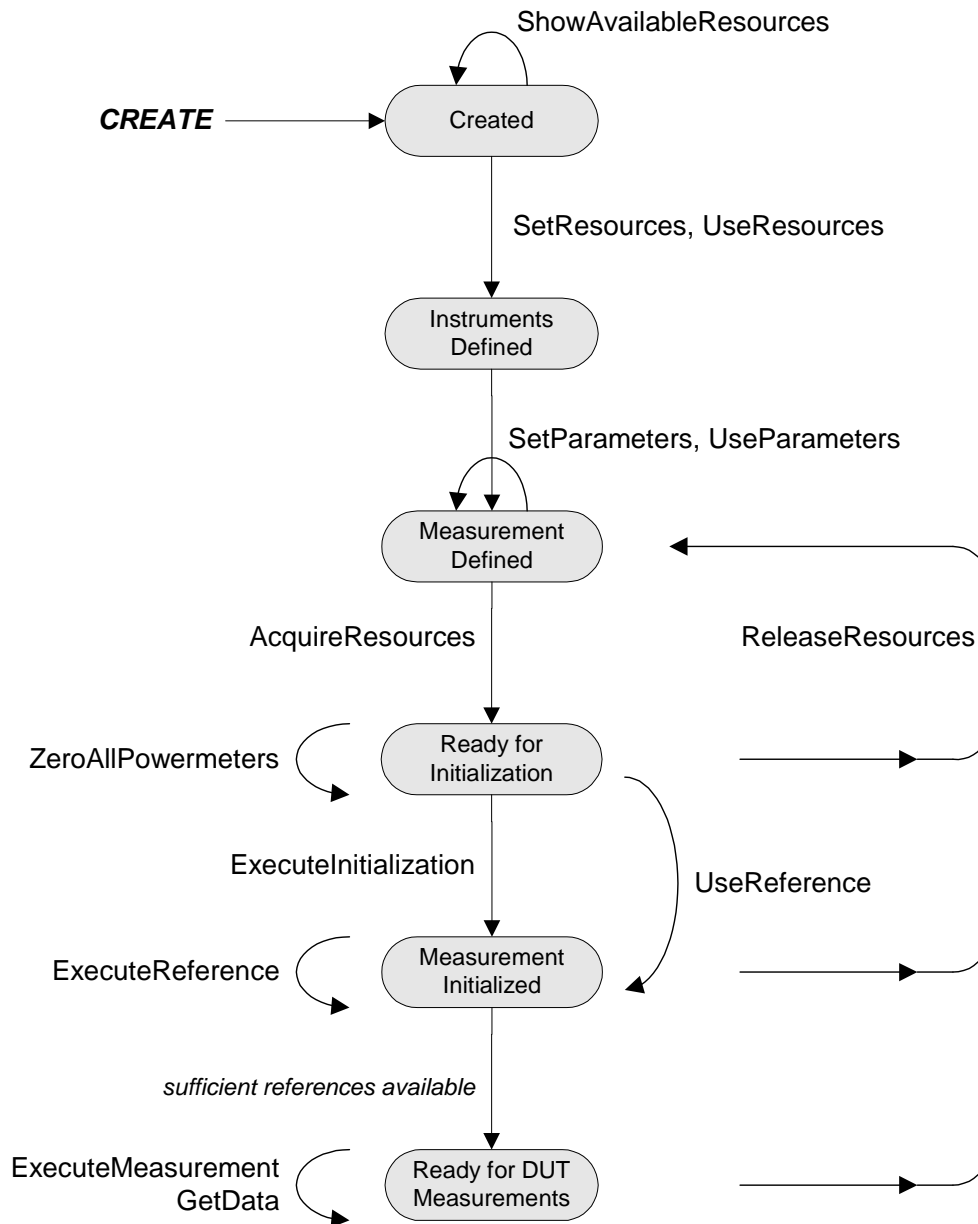 ShowAvailableResources
CREATE
Created
SetResources, UseResources
Instruments
Defined
SetParameters, UseParameters
Measurement
Defined
AcquireResources
ReleaseResources
ZeroAllPowermeters
Ready for
Initialization
ExecuteInitialization
UseReference
ExecuteReference
Measurement
Initialized
sufficient references available
ExecuteMeasurement
GetData
Ready for DUT
Measurements